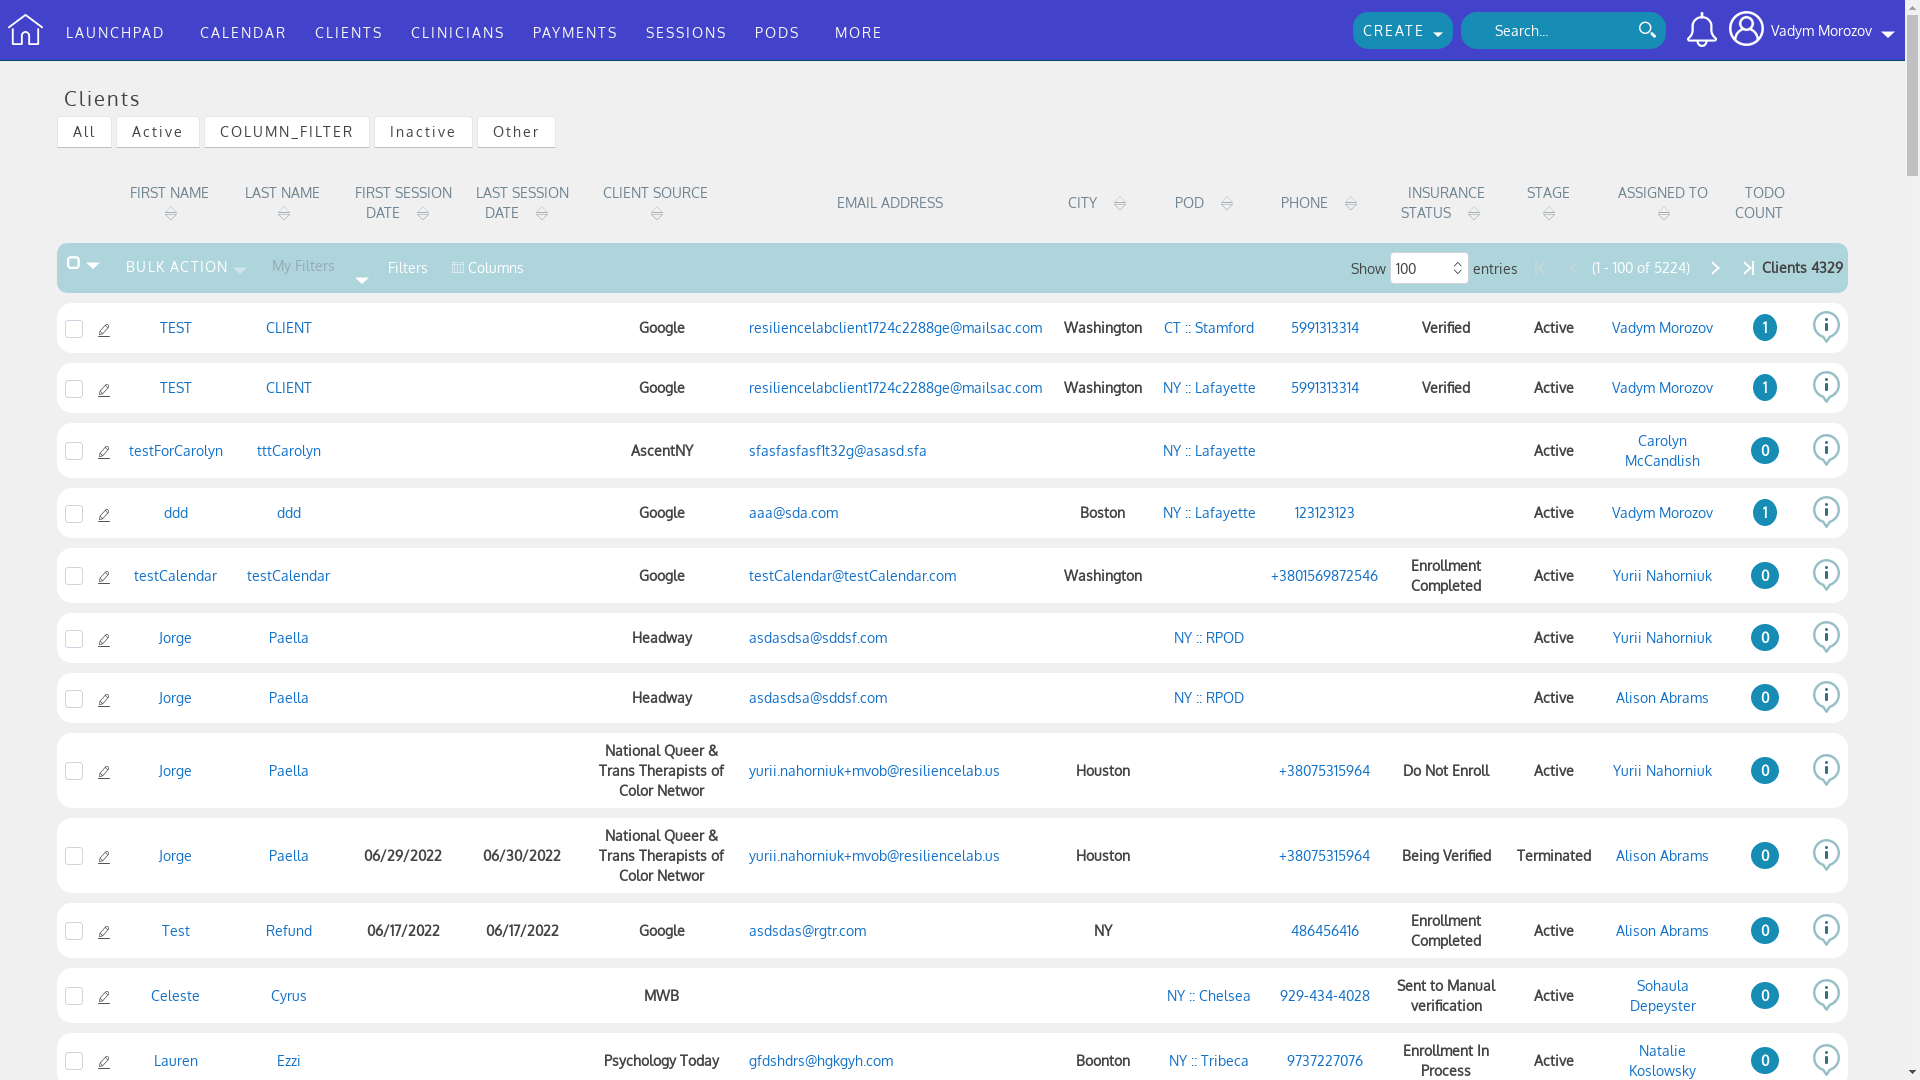 LAUNCHPAD CALENDAR CLIENTS CLINICIANS PAYMENTS SESSIONS PODS MORE CREATE Search... Vadym Morozov
Clients
All Active COLUMN_FILTER Inactive Other
FIRST NAME LAST NAME FIRST SESSION DATE LAST SESSION DATE CLIENT SOURCE EMAIL ADDRESS CITY POD PHONE INSURANCE STATUS STAGE ASSIGNED TO TODO COUNT
BULK ACTION My Filters Filters Columns Show 100 entries (1 - 100 of 5224) Clients 4329
TEST CLIENT Google resiliencelabclient1724c2288ge@mailsac.com Washington CT :: Stamford 5991313314 Verified Active Vadym Morozov 1
TEST CLIENT Google resiliencelabclient1724c2288ge@mailsac.com Washington NY :: Lafayette 5991313314 Verified Active Vadym Morozov 1
testForCarolyn tttCarolyn AscentNY sfasfasfasf1t32g@asasd.sfa NY :: Lafayette Active Carolyn McCandlish 0
ddd ddd Google aaa@sda.com Boston NY :: Lafayette 123123123 Active Vadym Morozov 1
testCalendar testCalendar Google testCalendar@testCalendar.com Washington +3801569872546 Enrollment Completed Active Yurii Nahorniuk 0
Jorge Paella Headway asdasdsa@sddsf.com NY :: RPOD Active Yurii Nahorniuk 0
Jorge Paella Headway asdasdsa@sddsf.com NY :: RPOD Active Alison Abrams 0
Jorge Paella National Queer & Trans Therapists of Color Networ yurii.nahorniuk+mvob@resiliencelab.us Houston +38075315964 Do Not Enroll Active Yurii Nahorniuk 0
Jorge Paella 06/29/2022 06/30/2022 National Queer & Trans Therapists of Color Networ yurii.nahorniuk+mvob@resiliencelab.us Houston +38075315964 Being Verified Terminated Alison Abrams 0
Test Refund 06/17/2022 06/17/2022 Google asdsdas@rgtr.com NY 486456416 Enrollment Completed Active Alison Abrams 0
Celeste Cyrus MWB NY :: Chelsea 929-434-4028 Sent to Manual verification Active Sohaula Depeyster 0
Lauren Ezzi Psychology Today gfdshdrs@hgkgyh.com Boonton NY :: Tribeca 9737227076 Enrollment In Process Active Natalie Koslowsky 0